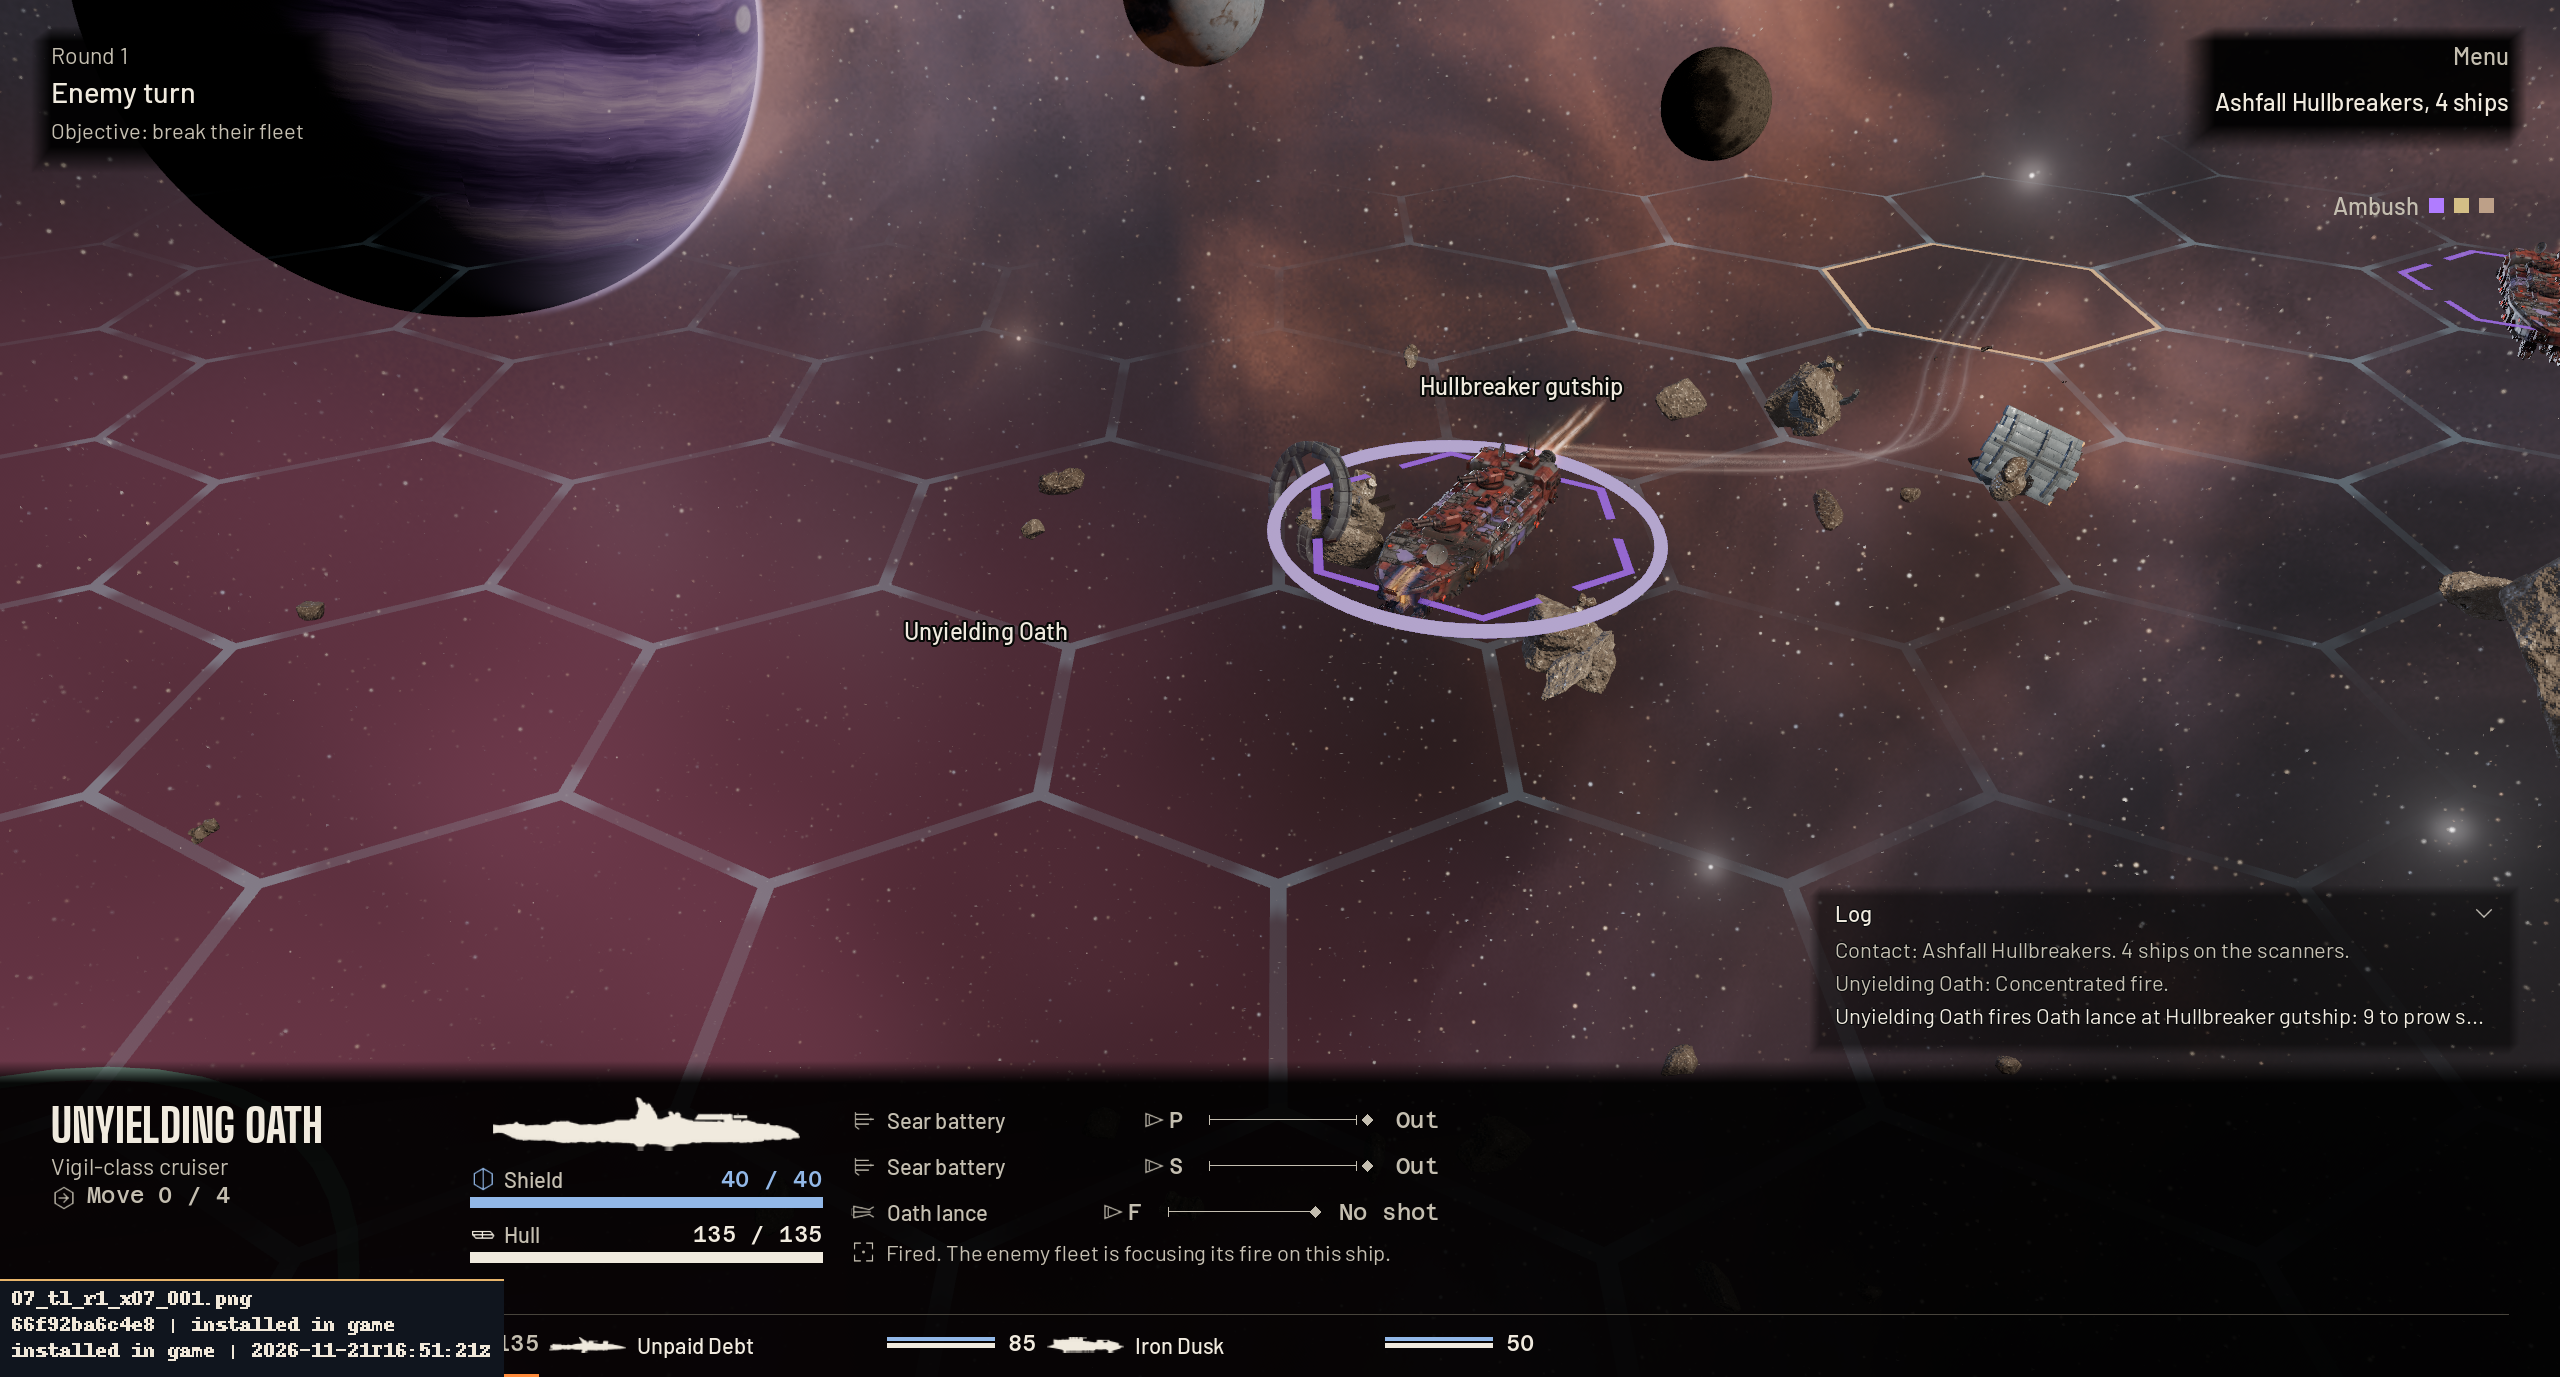 Round 1
Enemy turn
Objective: break their fleet
Menu
Ashfall Hullbreakers, 4 ships
Ambush
Hullbreaker gutship
Unyielding Oath
Log
Contact: Ashfall Hullbreakers. 4 ships on the scanners.
Unyielding Oath: Concentrated fire.
Unyielding Oath fires Oath lance at Hullbreaker gutship: 9 to prow s...
UNYIELDING OATH
Vigil-class cruiser
Move 0 / 4
Shield 40 / 40
Hull 135 / 135
Sear battery P Out
Sear battery S Out
Oath lance F No shot
Fired. The enemy fleet is focusing its fire on this ship.
07_tl_r1_x07_001.png
66f92ba6c4e8 | installed in game
installed in game | 2026-11-21r16:51:21z
135 Unpaid Debt 85 Iron Dusk 50